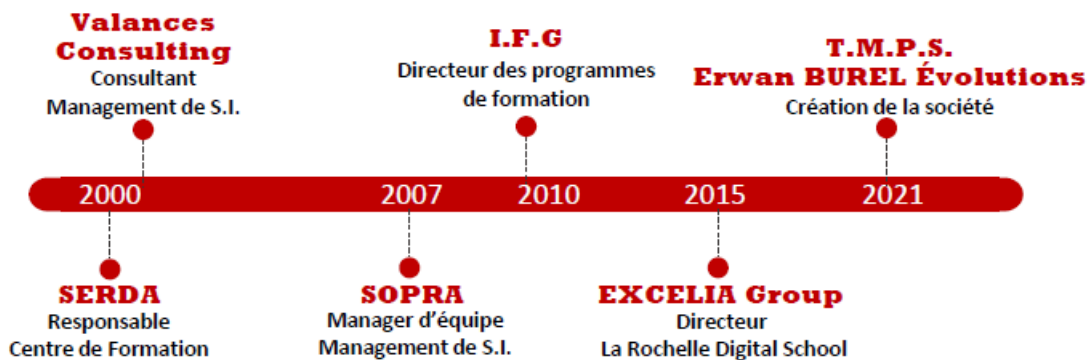 Valances
Consulting
Consultant
Management de S.I.
I.F.G
Directeur des programmes
de formation
T.M.P.S.
Erwan BUREL Évolutions
Création de la société
2000 2007 2010 2015 2021
SERDA
Responsable
Centre de Formation
SOPRA
Manager d'équipe
Management de S.I.
EXCELIA Group
Directeur
La Rochelle Digital School